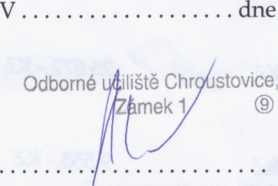 V . . . . . . . . . . . . . . . dne
Odborné učiliště Chroustovice,
Zámek 1 ⑨
. . . . . . . . . . . . . . . . . . . . . . . . . . . . . .